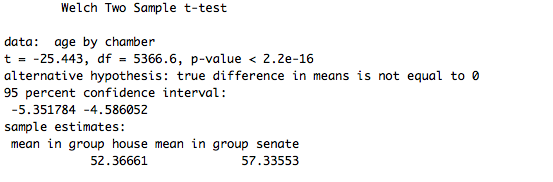 Welch Two Sample t-test
data:  age by chamber
t = -25.443, df = 5366.6, p-value < 2.2e-16
alternative hypothesis: true difference in means is not equal to 0
95 percent confidence interval:
 -5.351784 -4.586052
sample estimates:
 mean in group house mean in group senate
            52.36661             57.33553